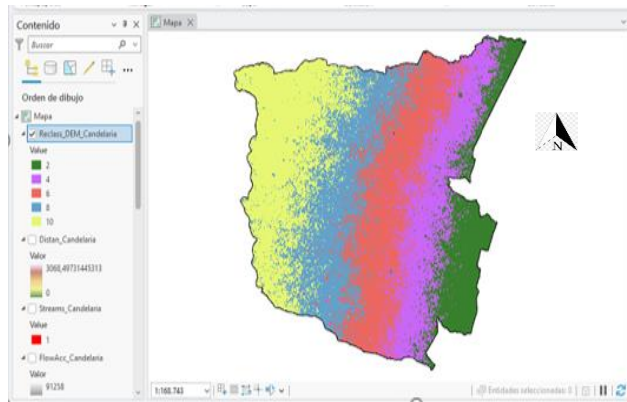 Contenido
Mapa
Buscar
Orden de dibujo
Mapa
Reclass_DEM_Candelaria
Value
2
4
6
8
10
Distan_Candelaria
Valor
3068,49731445313
0
Streams_Candelaria
Value
1
FlowAcc_Candelaria
Valor
91258
N
1:168.743
Entidades seleccionadas: 0